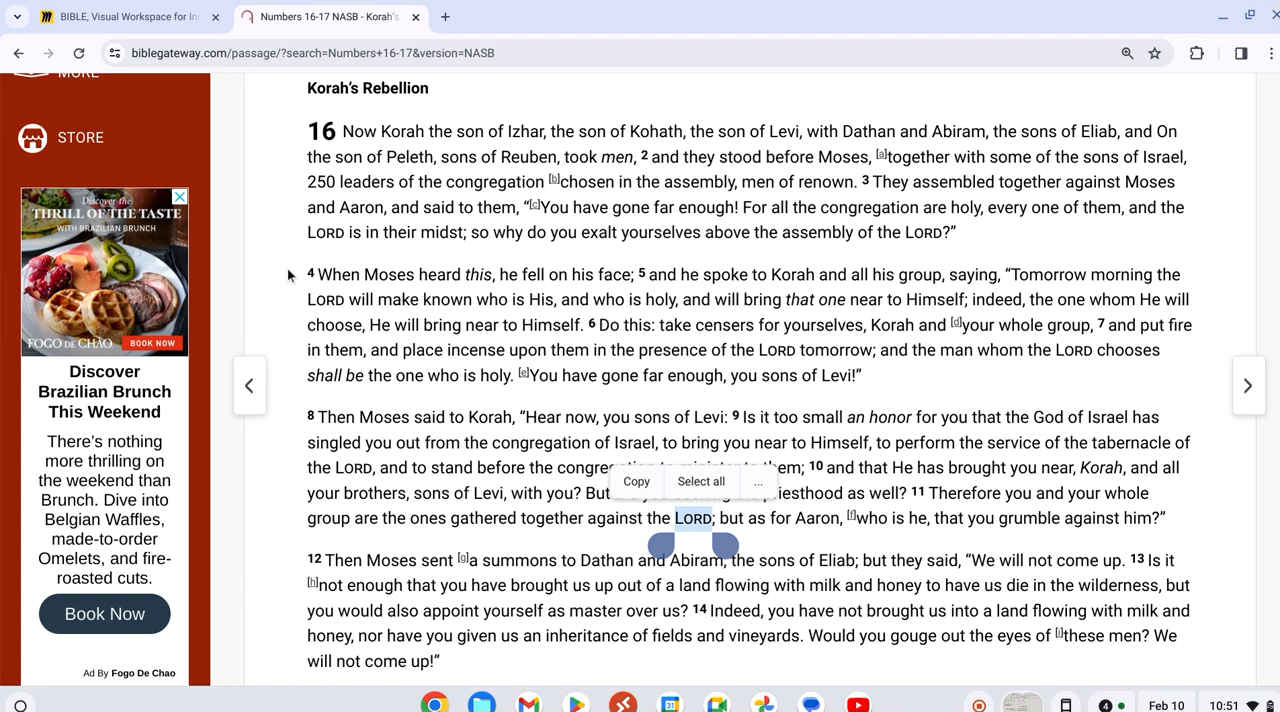 BIBLE, Visual Workspace for In
Numbers 16-17 NASB - Korah's
biblegateway.com/passage/?search=Numbers+16-17&version=NASB
MORE
STORE
Discover the
THRILL OF THE TASTE
WITH BRAZILIAN BRUNCH
FOGO DE CHÃO
BOOK NOW
Discover
Brazilian Brunch
This Weekend
There's nothing
more thrilling on
the weekend than
Brunch. Dive into
Belgian Waffles,
made-to-order
Omelets, and fire-
roasted cuts.
Book Now
Ad By Fogo De Chao
Korah's Rebellion
16 Now Korah the son of Izhar, the son of Kohath, the son of Levi, with Dathan and Abiram, the sons of Eliab, and On
the son of Peleth, sons of Reuben, took men, 2 and they stood before Moses, [a]together with some of the sons of Israel,
250 leaders of the congregation [b]chosen in the assembly, men of renown. 3 They assembled together against Moses
and Aaron, and said to them, “[c]You have gone far enough! For all the congregation are holy, every one of them, and the
LORD is in their midst; so why do you exalt yourselves above the assembly of the LORD?”
4 When Moses heard this, he fell on his face; 5 and he spoke to Korah and all his group, saying, “Tomorrow morning the
LORD will make known who is His, and who is holy, and will bring that one near to Himself; indeed, the one whom He will
choose, He will bring near to Himself. 6 Do this: take censers for yourselves, Korah and [d]your whole group, 7 and put fire
in them, and place incense upon them in the presence of the LORD tomorrow; and the man whom the LORD chooses
shall be the one who is holy. [e]You have gone far enough, you sons of Levi!”
8 Then Moses said to Korah, “Hear now, you sons of Levi: 9 Is it too small an honor for you that the God of Israel has
singled you out from the congregation of Israel, to bring you near to Himself, to perform the service of the tabernacle of
the LORD, and to stand before the congregation to minister to them; 10 and that He has brought you near, Korah, and all
your brothers, sons of Levi, with you? But priesthood as well? 11 Therefore you and your whole
Copy Select all ...
group are the ones gathered together against the LORD; but as for Aaron, [f]who is he, that you grumble against him?”
12 Then Moses sent [g]a summons to Dathan and Abiram, the sons of Eliab; but they said, “We will not come up. 13 Is it
[h]not enough that you have brought us up out of a land flowing with milk and honey to have us die in the wilderness, but
you would also appoint yourself as master over us? 14 Indeed, you have not brought us into a land flowing with milk and
honey, nor have you given us an inheritance of fields and vineyards. Would you gouge out the eyes of [i]these men? We
will not come up!”
31
4
Feb 10
10:51